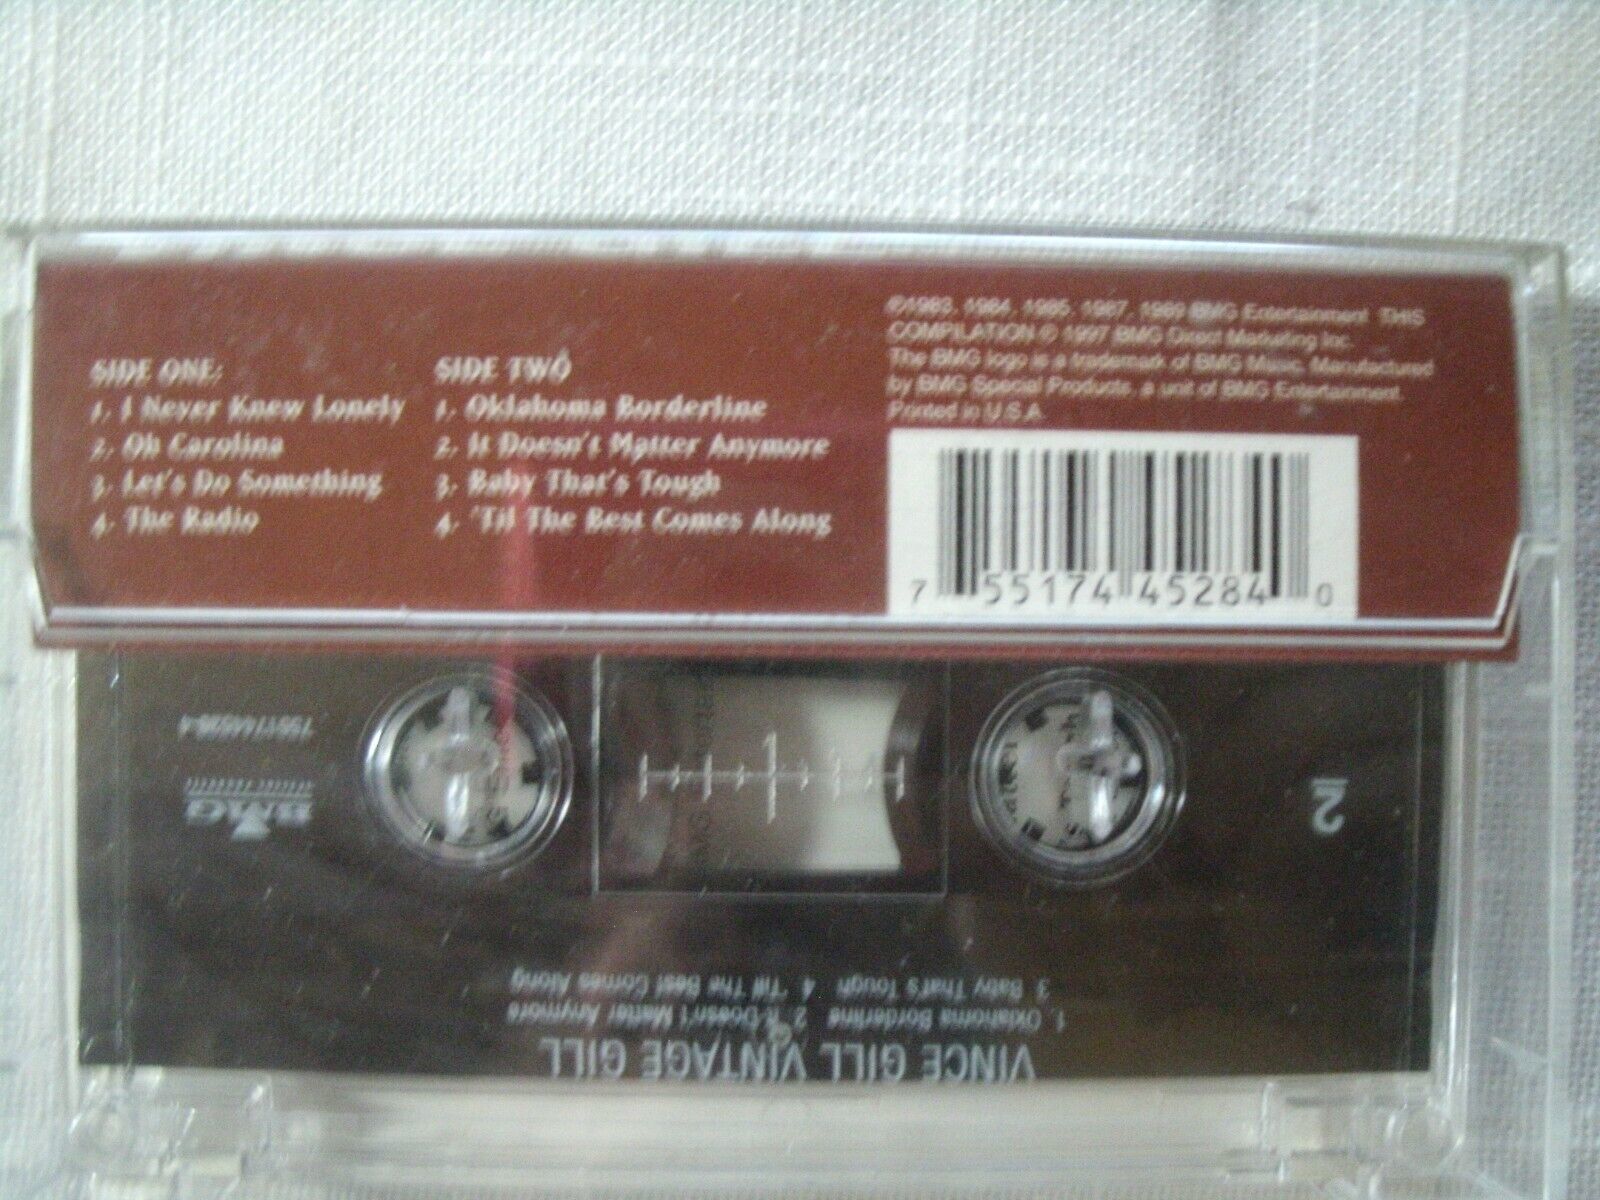 SIDE ONE:
1. I Never Knew Lonely
2. Oh Carolina
3. Let's Do Something
4. The Radio
SIDE TWO
1. Oklahoma Borderline
2. It Doesn't Matter Anymore
3. Baby That's Tough
4. 'Til The Best Comes Along
℗1983, 1984, 1985, 1987, 1989 BMG Entertainment THIS
COMPILATION © 1997 BMG Direct Marketing Inc.
The BMG logo is a trademark of BMG Music. Manufactured
by BMG Special Products, a unit of BMG Entertainment.
Printed in U.S.A.
7 55174 45284 0
2
BMG
VINCE GILL VINTAGE GILL
1. Oklahoma Borderline 2. It Doesn't Matter Anymore
3. Baby That's Tough 4. 'Till The Best Comes Along